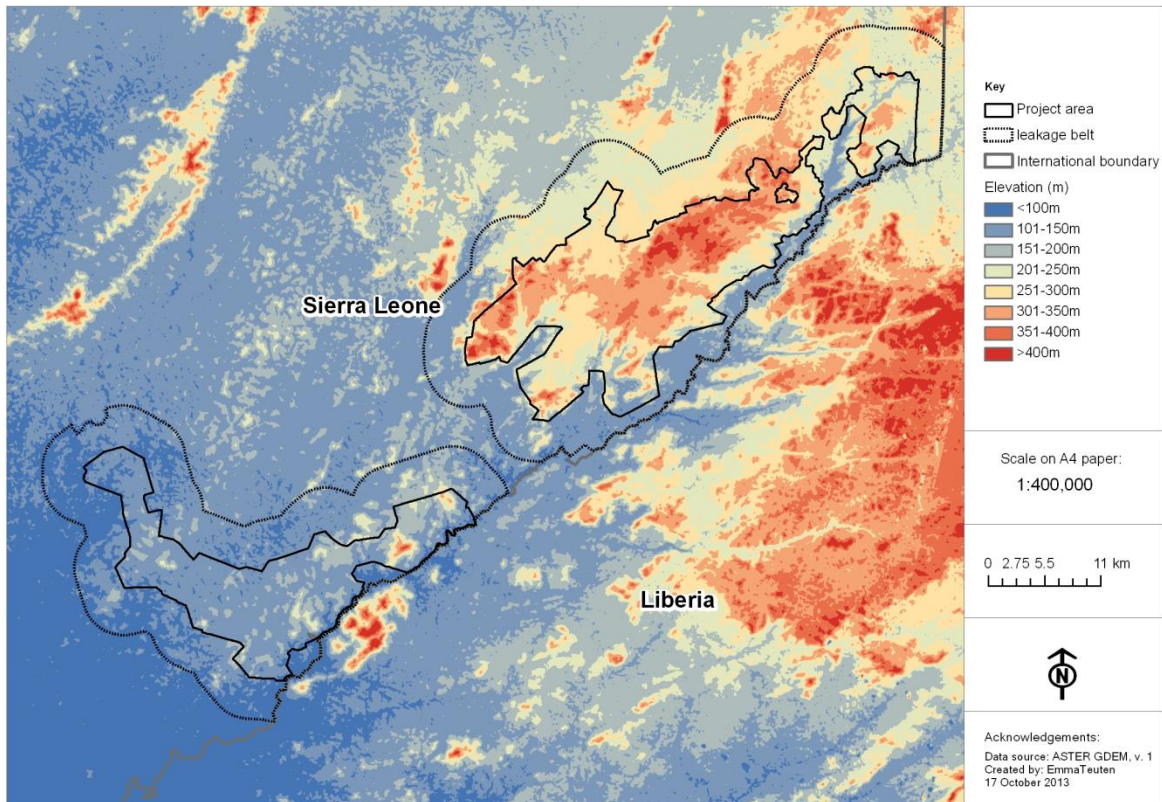 Sierra Leone
Liberia
Key
Project area
leakage belt
International boundary
Elevation (m)
<100m
101-150m
151-200m
201-250m
251-300m
301-350m
351-400m
>400m
Scale on A4 paper:
1:400,000
0 2.75 5.5 11 km
N
Acknowledgements:
Data source: ASTER GDEM, v. 1
Created by: EmmaTeuten
17 October 2013